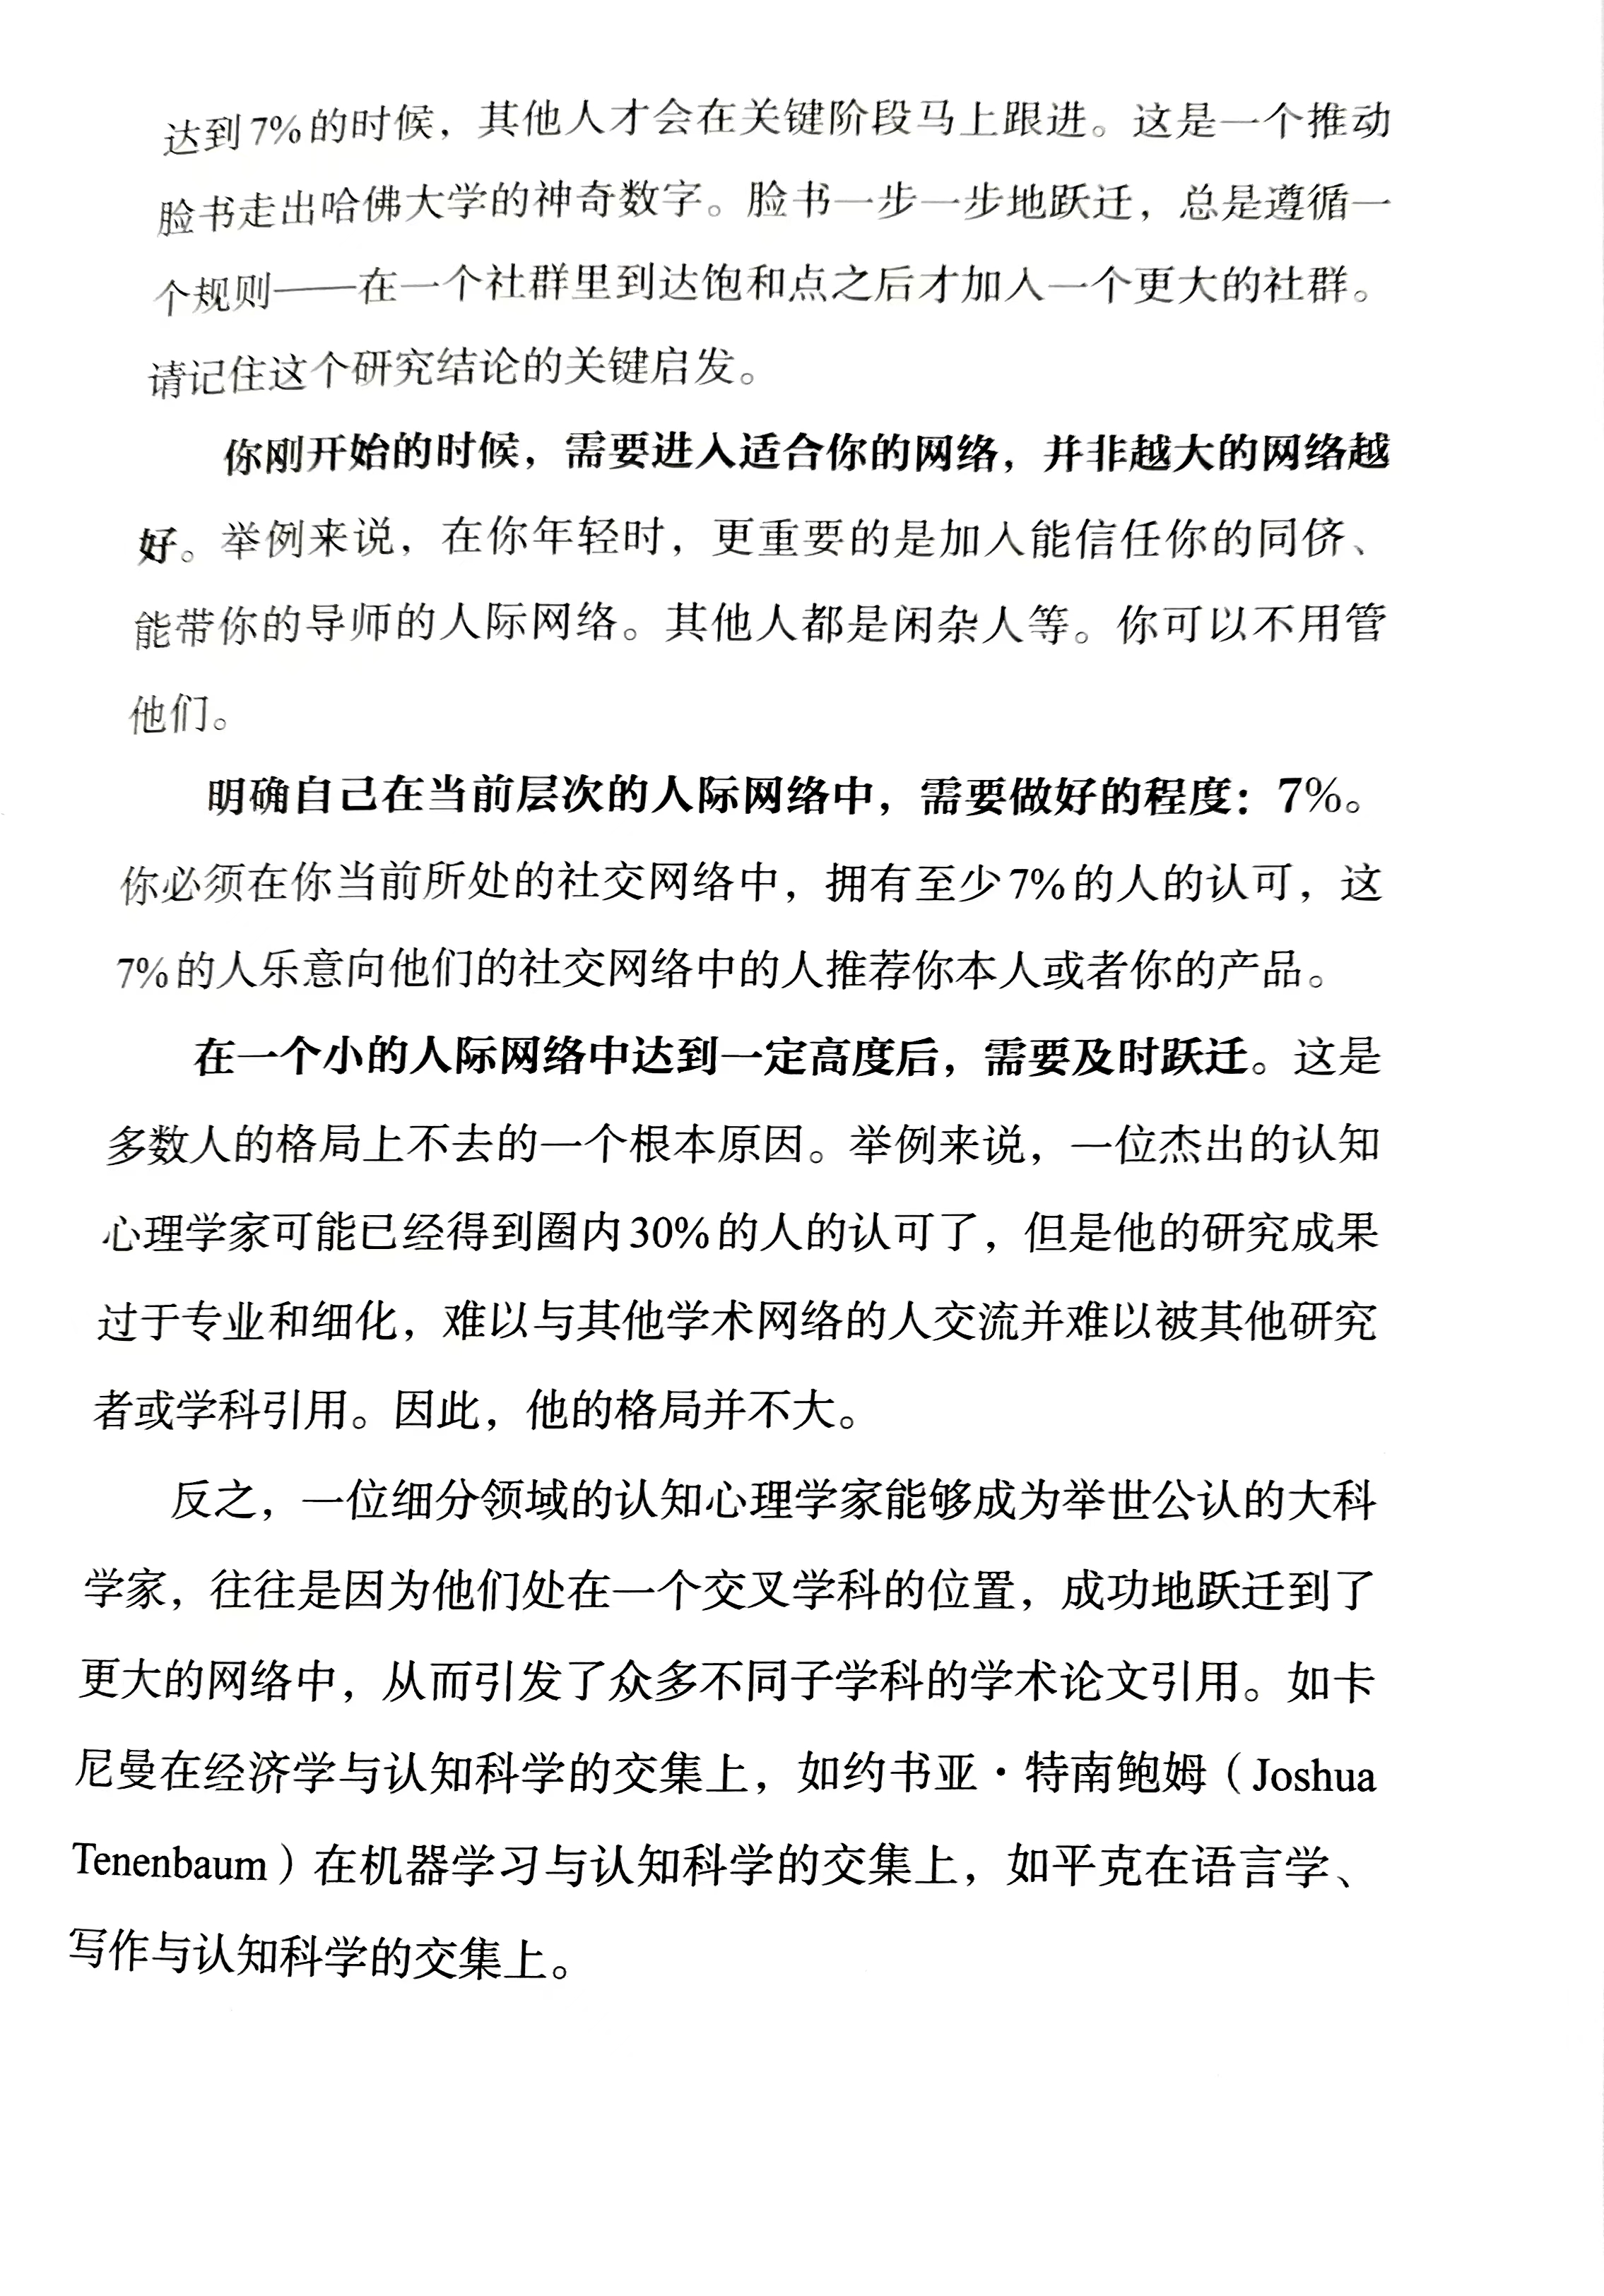 达到7%的时候，其他人才会在关键阶段马上跟进。这是一个推动
脸书走出哈佛大学的神奇数字。脸书一步一步地跃迁，总是遵循一
个规则——在一个社群里到达饱和点之后才加入一个更大的社群。
请记住这个研究结论的关键启发。
你刚开始的时候，需要进入适合你的网络，并非越大的网络越
好。举例来说，在你年轻时，更重要的是加入能信任你的同侪、
能带你的导师的人际网络。其他人都是闲杂人等。你可以不用管
他们。
明确自己在当前层次的人际网络中，需要做好的程度：7%。
你必须在你当前所处的社交网络中，拥有至少7%的人的认可，这
7%的人乐意向他们的社交网络中的人推荐你本人或者你的产品。
在一个小的人际网络中达到一定高度后，需要及时跃迁。这是
多数人的格局上不去的一个根本原因。举例来说，一位杰出的认知
心理学家可能已经得到圈内30%的人的认可了，但是他的研究成果
过于专业和细化，难以与其他学术网络的人交流并难以被其他研究
者或学科引用。因此，他的格局并不大。
反之，一位细分领域的认知心理学家能够成为举世公认的大科
学家，往往是因为他们处在一个交叉学科的位置，成功地跃迁到了
更大的网络中，从而引发了众多不同子学科的学术论文引用。如卡
尼曼在经济学与认知科学的交集上，如约书亚·特南鲍姆（Joshua
Tenenbaum）在机器学习与认知科学的交集上，如平克在语言学、
写作与认知科学的交集上。